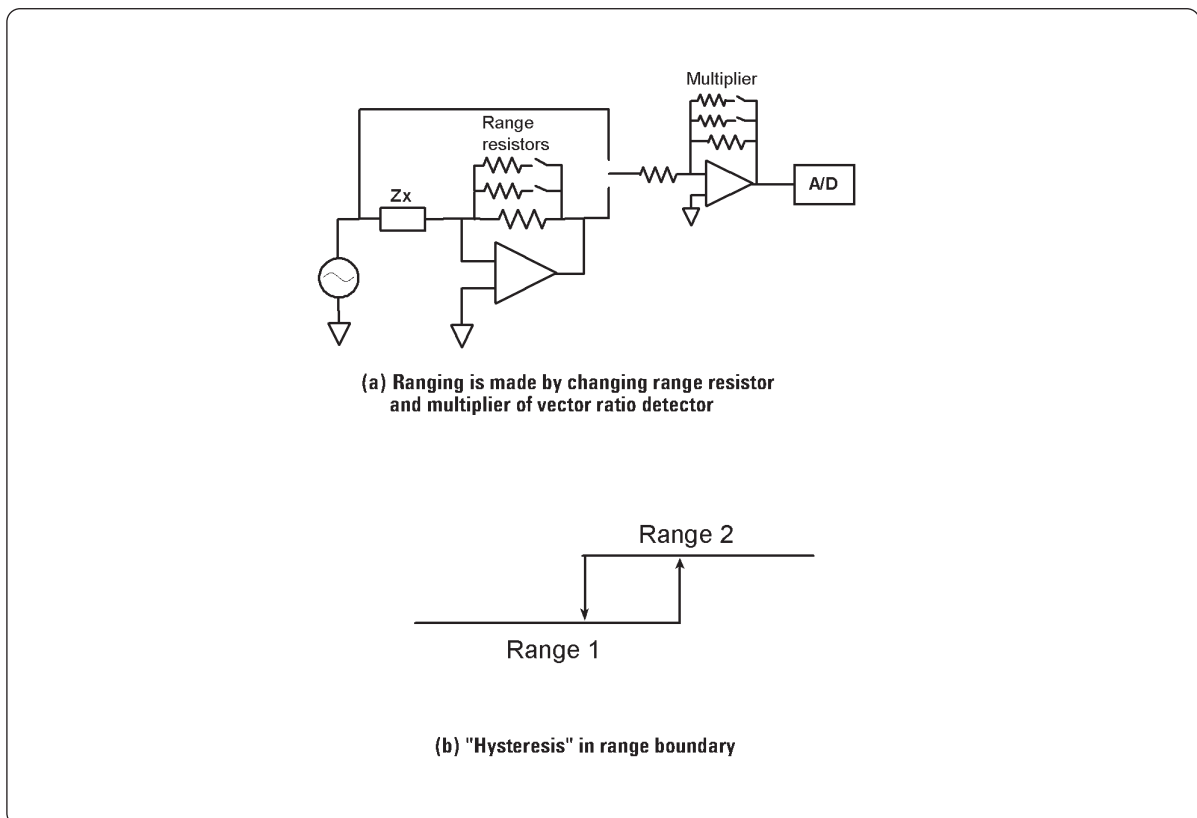 Multiplier
Range
resistors
Zx
A/D
(a) Ranging is made by changing range resistor
and multiplier of vector ratio detector
Range 2
Range 1
(b) "Hysteresis" in range boundary